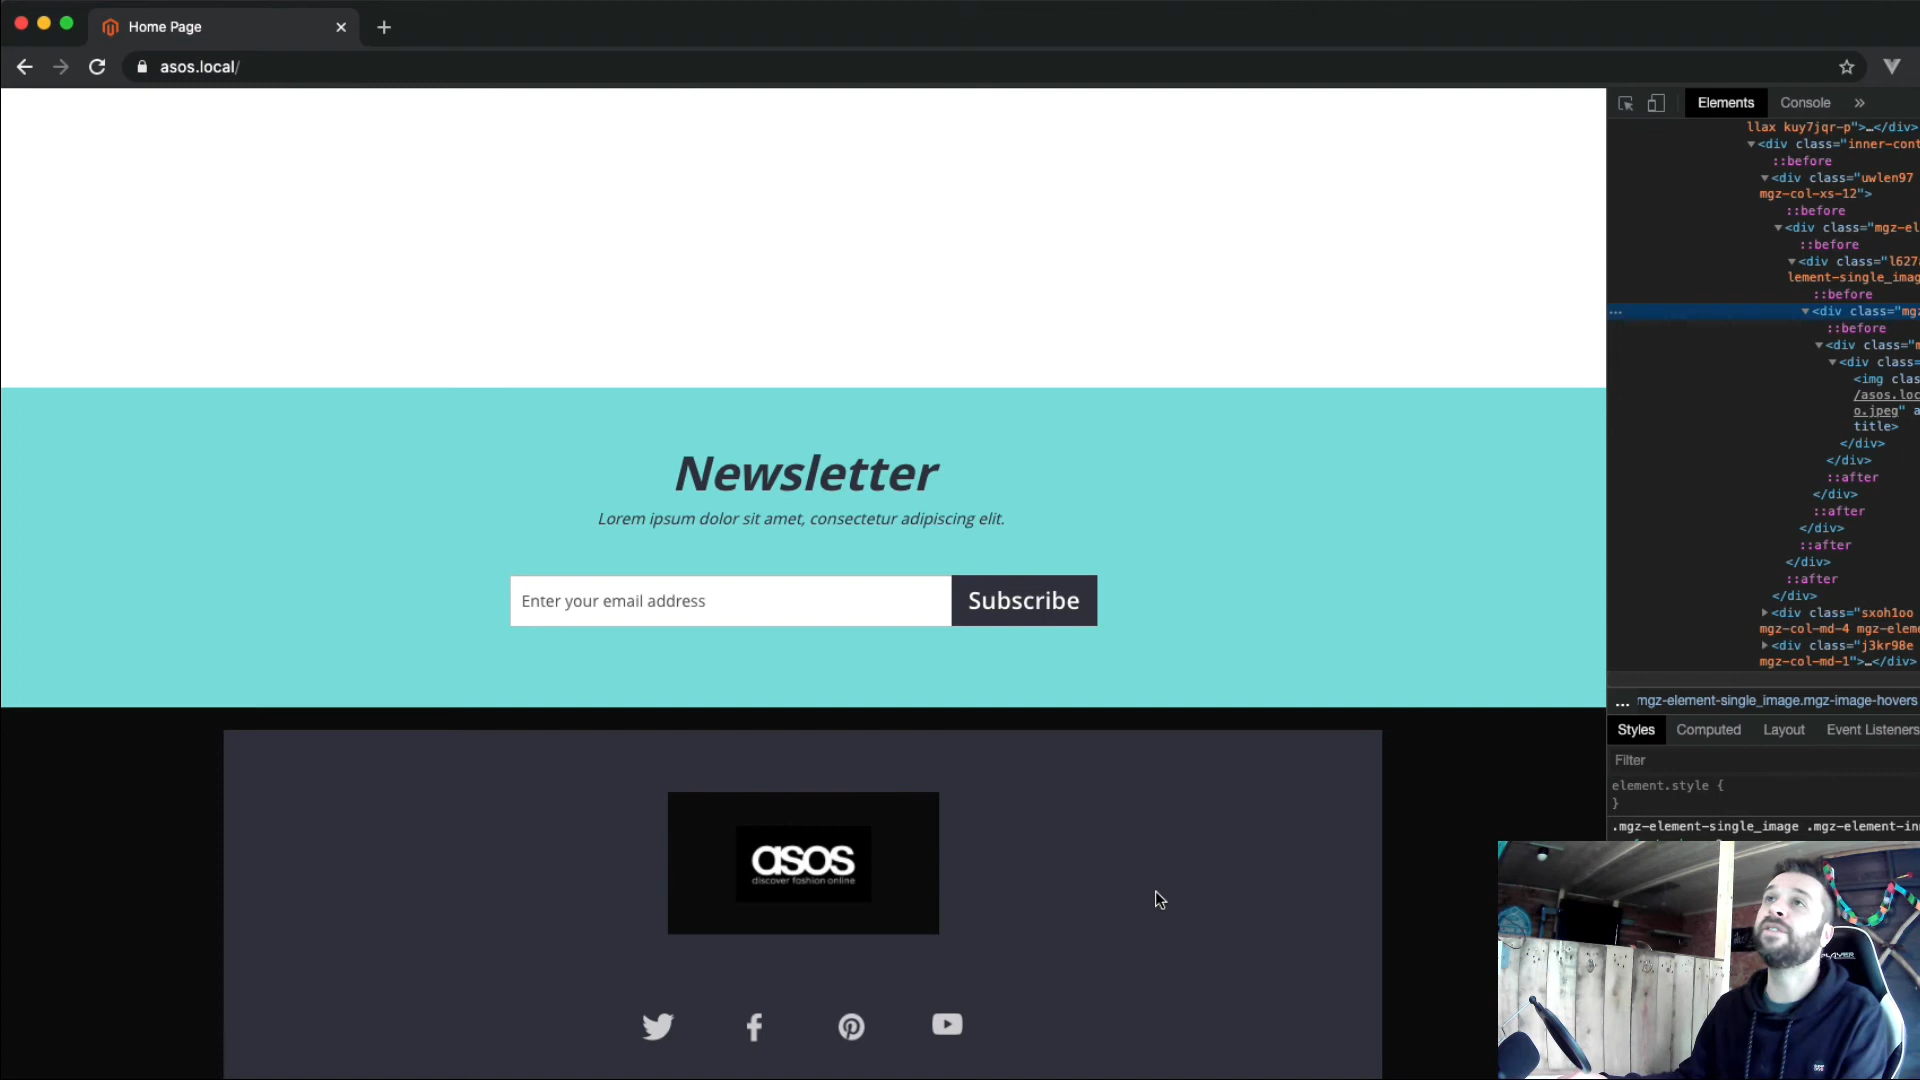 Home Page
asos.local/
Elements Console »
llax kuy7jqr-p">…</div>
<div class="inner-cont
::before
<div class="uwlen97
mgz-col-xs-12">
::before
<div class="mgz-el
::before
<div class="l627
lement-single_imag
::before
<div class="mgz
::before
<div class="m
<div class=
<img clas
/asos.loc
o.jpeg" a
title>
</div>
</div>
::after
</div>
::after
</div>
::after
</div>
::after
</div>
<div class="sxoh1oo
mgz-col-md-4 mgz-eleme
<div class="j3kr98e
mgz-col-md-1">…</div>
... mgz-element-single_image.mgz-image-hovers
Styles Computed Layout Event Listeners
Filter
element.style {
}
.mgz-element-single_image .mgz-element-inn
Newsletter
Lorem ipsum dolor sit amet, consectetur adipiscing elit.
Enter your email address
Subscribe
asos
discover fashion online